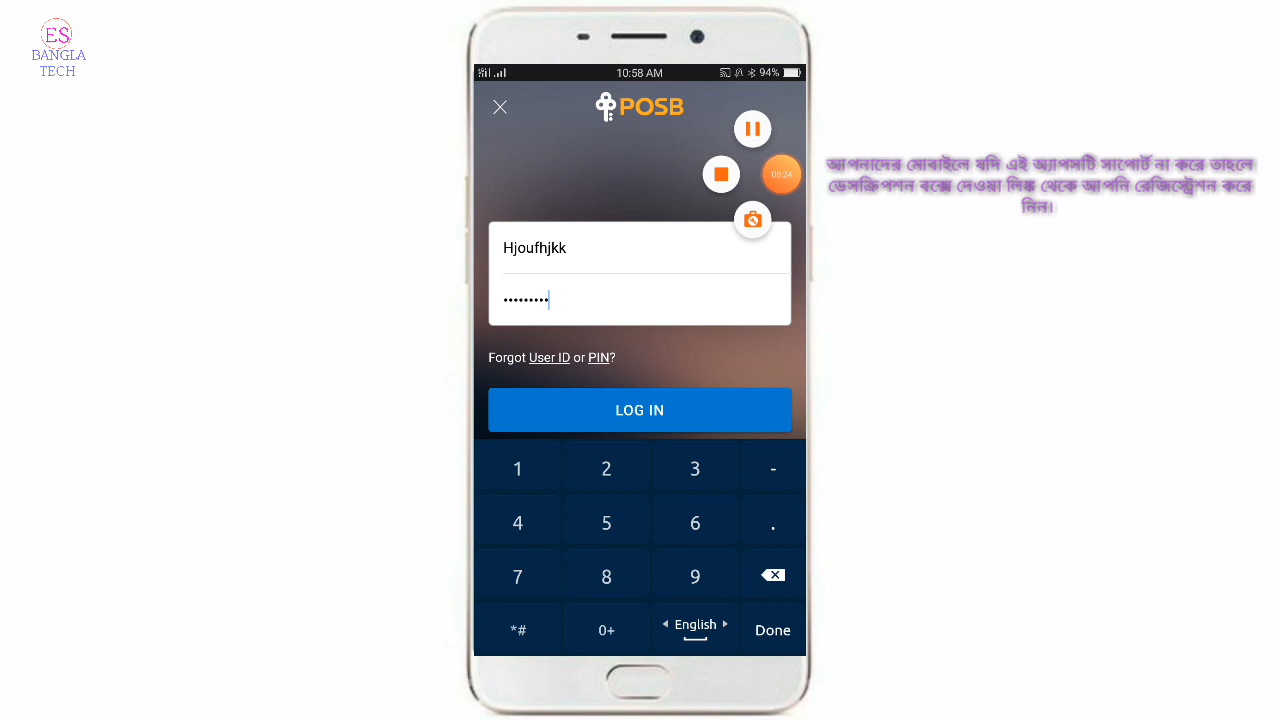 ES
BANGLA
TECH
10:58 AM
94%
POSB
00:24
আপনাদের মোবাইলে যদি এই অ্যাপসটি সাপোর্ট না করে তাহলে
ডেসক্রিপশন বক্সে দেওয়া লিঙ্ক থেকে আপনি রেজিস্ট্রেশন করে
নিন।
Hjoufhjkk
•••••••••
Forgot User ID or PIN?
LOG IN
1 2 3 -
4 5 6 .
7 8 9
*# 0+ English Done